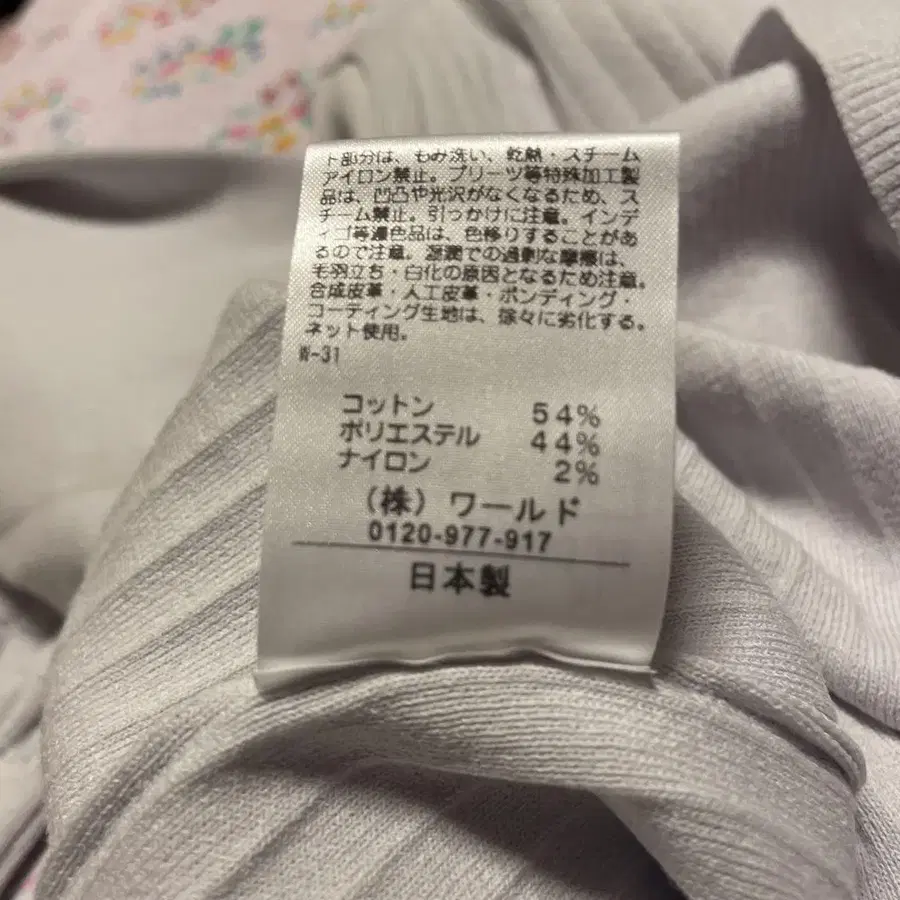 ト部分は、もみ洗い、乾熱・スチーム
アイロン禁止。プリーツ等特殊加工製
品は、凹凸や光沢がなくなるため、ス
チーム禁止。引っかけに注意。インデ
ィゴ等濃色品は、色移りすることがあ
るので注意。湿潤での過剰な摩擦は、
毛羽立ち・白化の原因となるため注意。
合成皮革・人工皮革・ボンディング・
コーティング生地は、徐々に劣化する。
ネット使用。
W-31
コットン 54%
ポリエステル 44%
ナイロン 2%
(株) ワールド
0120-977-917
日本製